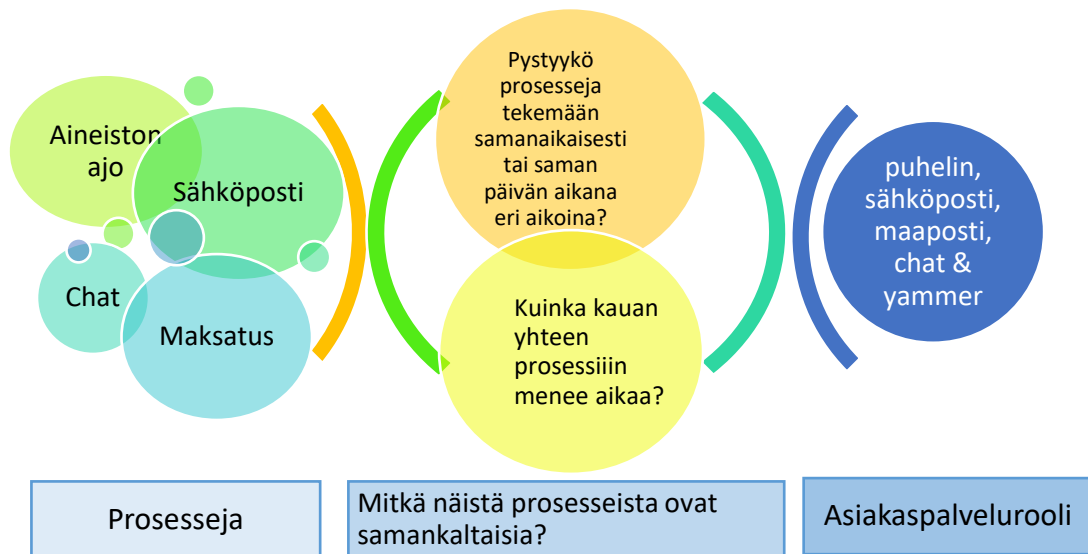 Aineiston
ajo
Sähköposti
Chat
Maksatus
Pystyykö
prosesseja
tekemään
samanaikaisesti
tai saman
päivän aikana
eri aikoina?
Kuinka kauan
yhteen
prosessiin
menee aikaa?
puhelin,
sähköposti,
maaposti,
chat &
yammer
Prosesseja
Mitkä näistä prosesseista ovat
samankaltaisia?
Asiakaspalvelurooli